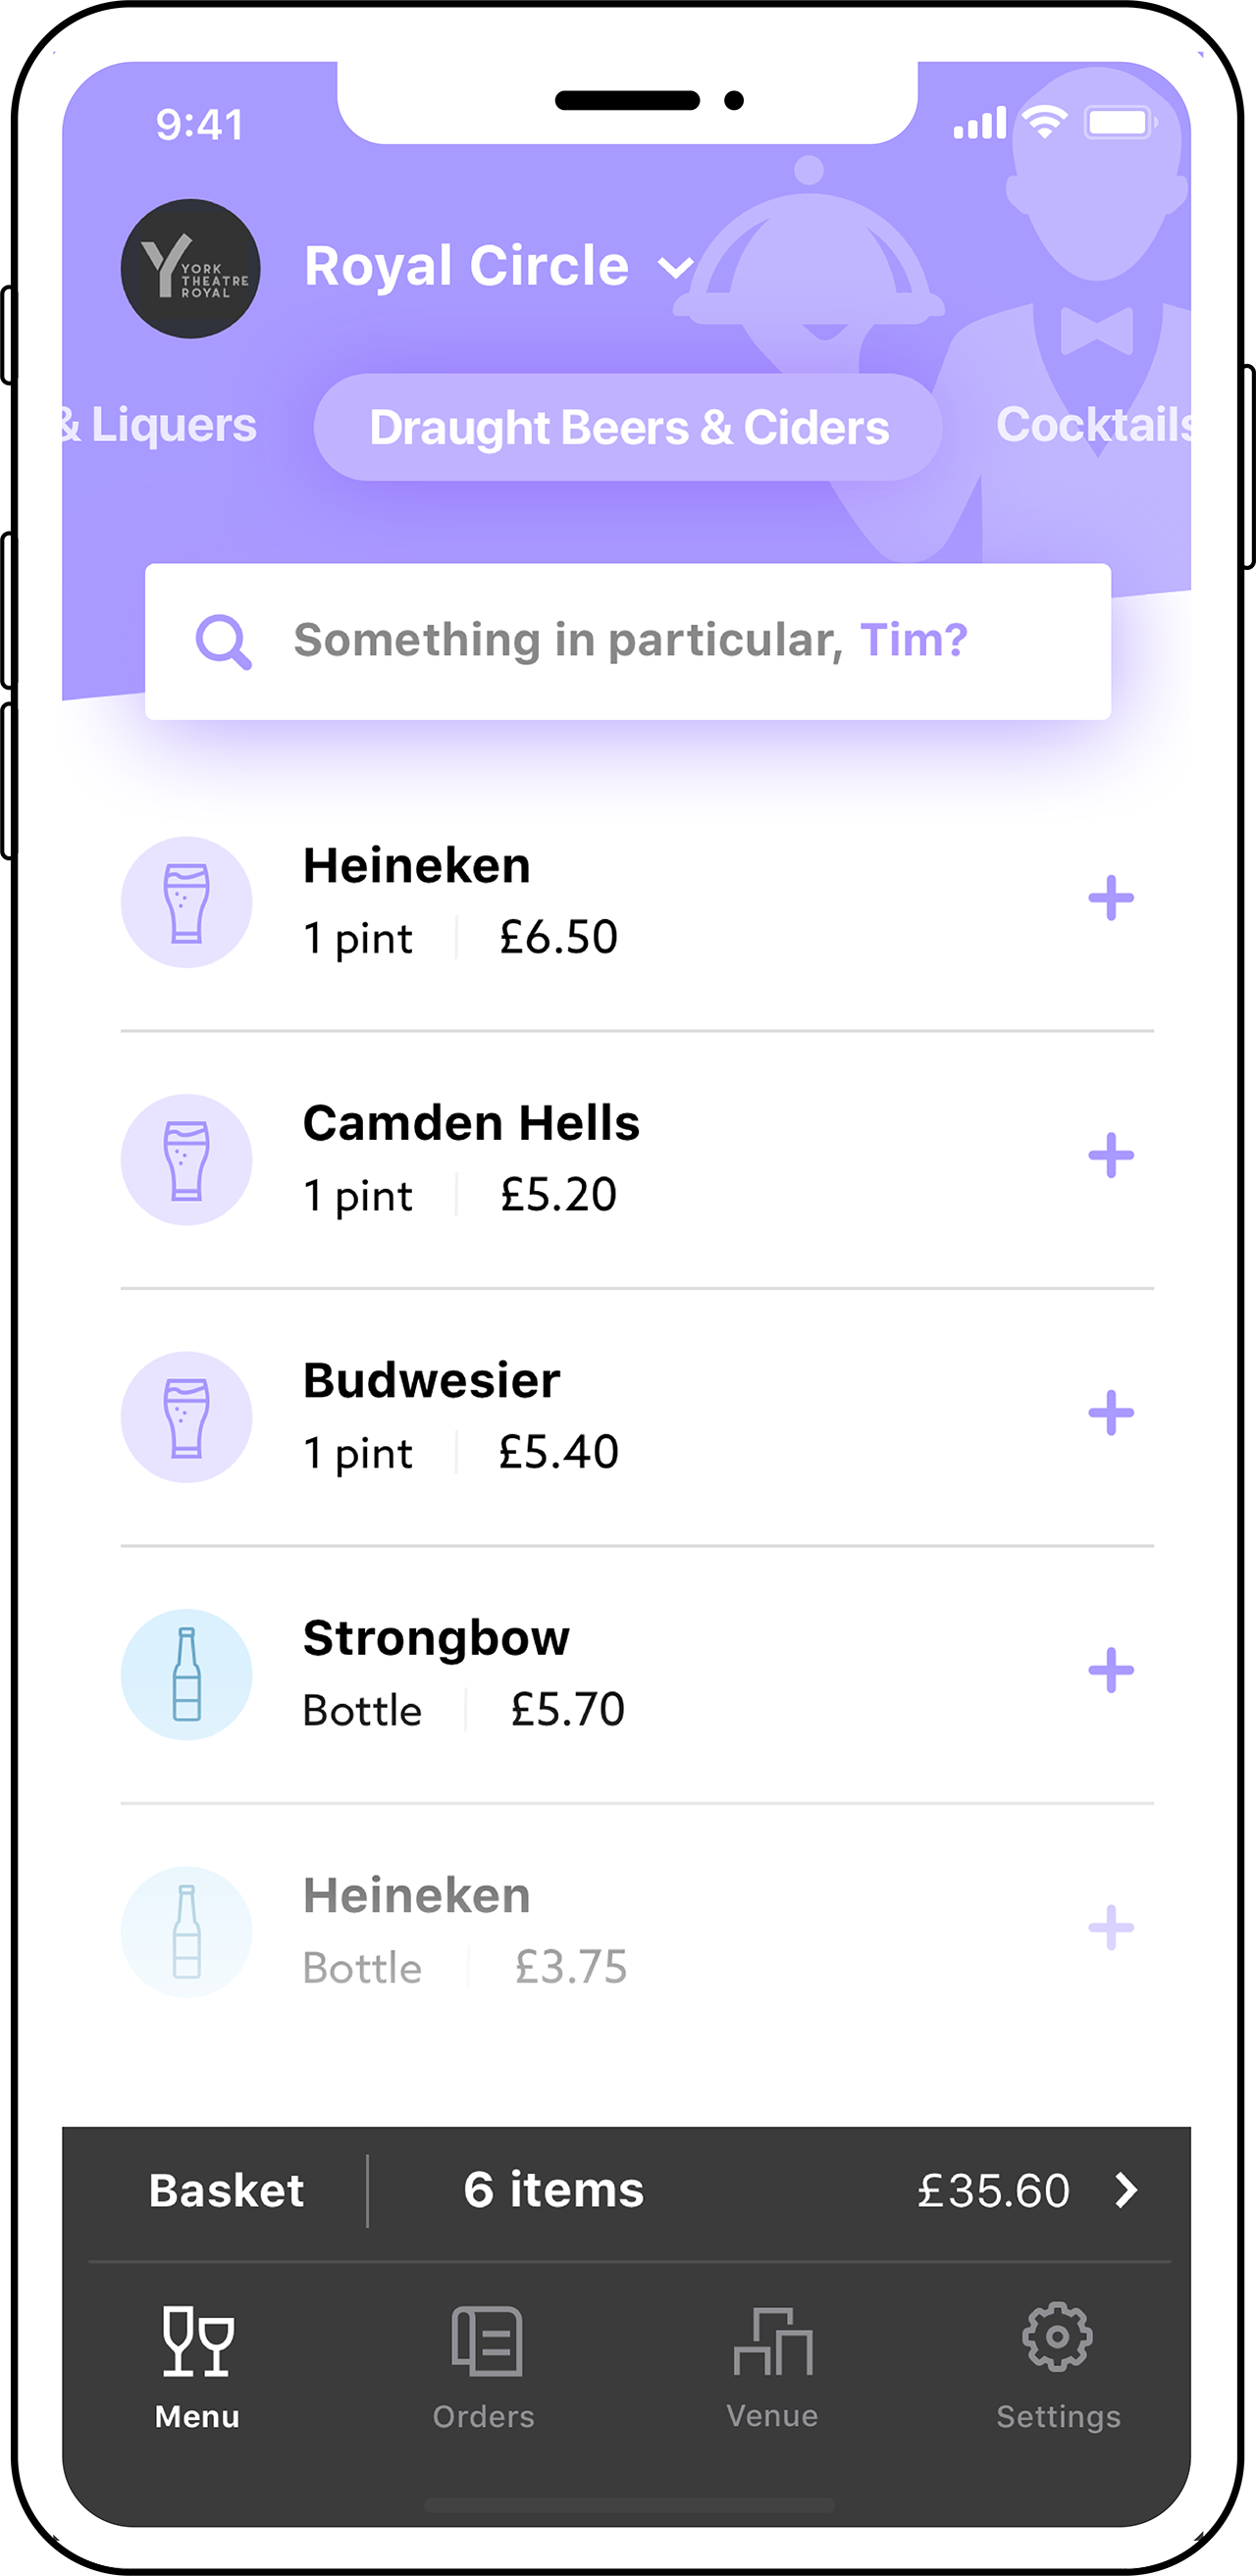 9:41
YORK
THEATRE
ROYAL
Royal Circle
& Liquers
Draught Beers & Ciders
Cocktails
Something in particular, Tim?
Heineken
1 pint
£6.50
Camden Hells
1 pint
£5.20
Budwesier
1 pint
£5.40
Strongbow
Bottle
£5.70
Heineken
Bottle
£3.75
Basket
6 items
£35.60
Menu
Orders
Venue
Settings